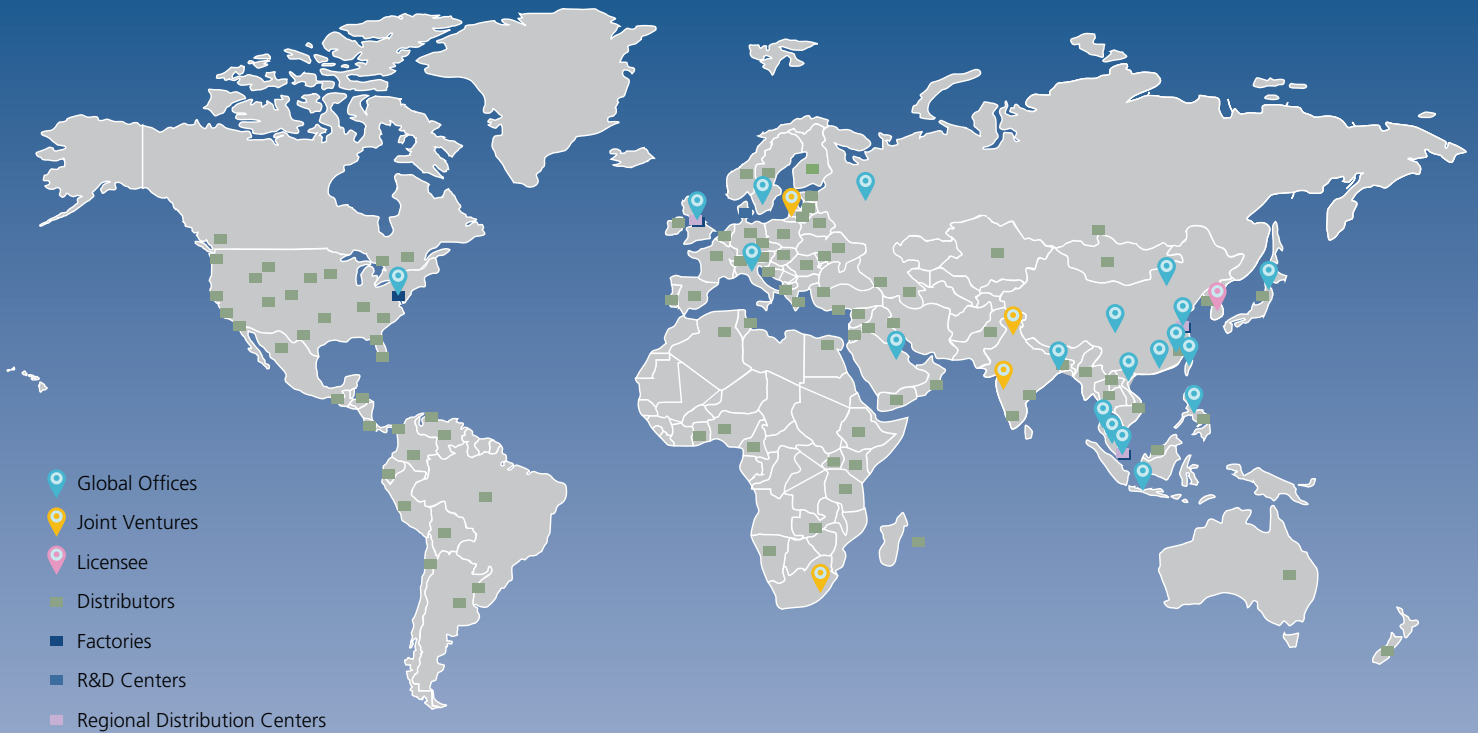 Global Offices
Joint Ventures
Licensee
Distributors
Factories
R&D Centers
Regional Distribution Centers